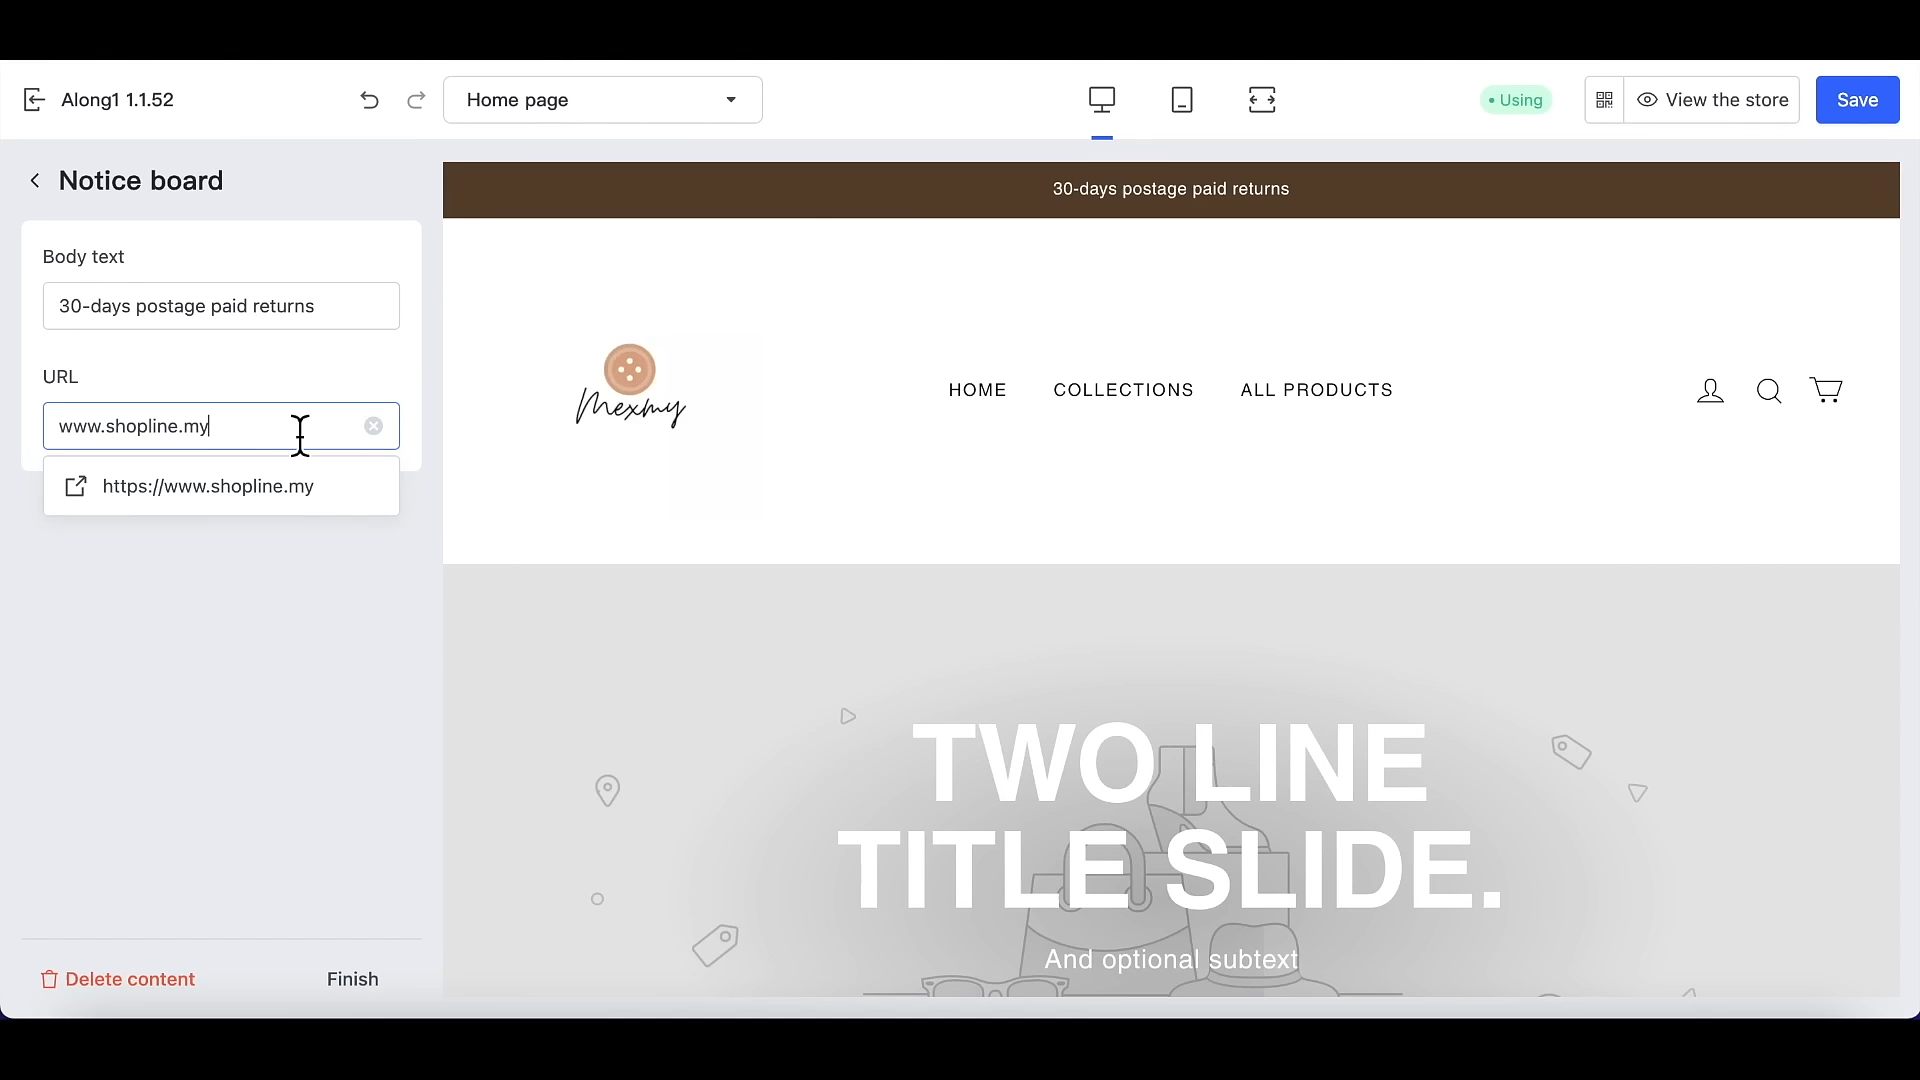 Along1 1.1.52
Home page
• Using
View the store
Save
Notice board
Body text
30-days postage paid returns
URL
www.shopline.my
https://www.shopline.my
Delete content
Finish
30-days postage paid returns
Mexmy
HOME
COLLECTIONS
ALL PRODUCTS
TWO LINE
TITLE SLIDE.
And optional subtext